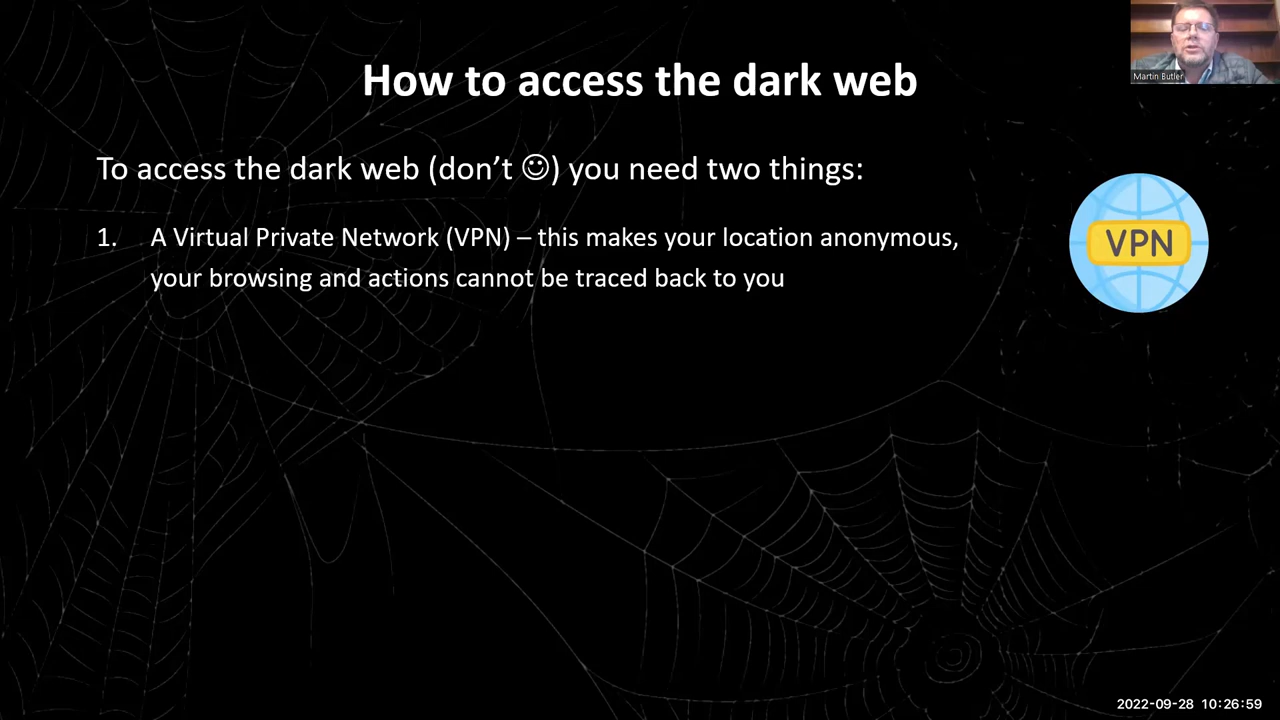 How to access the dark web
Martin Butler
To access the dark web (don’t ☺) you need two things:
1. A Virtual Private Network (VPN) – this makes your location anonymous,
your browsing and actions cannot be traced back to you
VPN
2022-09-28 10:26:59